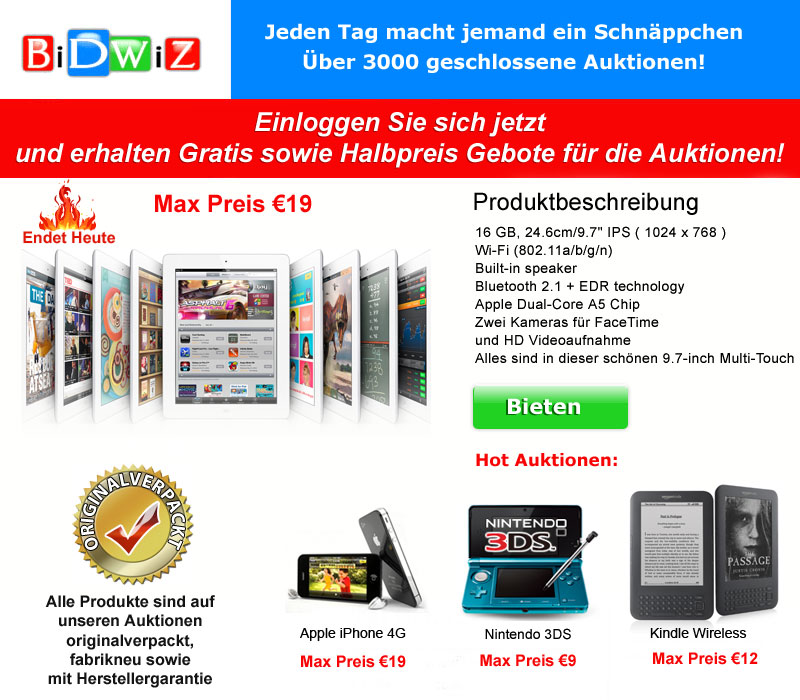 BiDWiZ
Jeden Tag macht jemand ein Schnäppchen
Über 3000 geschlossene Auktionen!
Einloggen Sie sich jetzt
und erhalten Gratis sowie Halbpreis Gebote für die Auktionen!
Endet Heute
Max Preis €19
Produktbeschreibung
16 GB, 24.6cm/9.7" IPS ( 1024 x 768 )
Wi-Fi (802.11a/b/g/n)
Built-in speaker
Bluetooth 2.1 + EDR technology
Apple Dual-Core A5 Chip
Zwei Kameras für FaceTime
und HD Videoaufnahme
Alles sind in dieser schönen 9.7-inch Multi-Touch
Bieten
Hot Auktionen:
ORIGINALVERPACKT
Alle Produkte sind auf
unseren Auktionen
originalverpackt,
fabrikneu sowie
mit Herstellergarantie
Apple iPhone 4G
Max Preis €19
NINTENDO
3DS
Nintendo 3DS
Max Preis €9
THE
PASSAGE
Kindle Wireless
Max Preis €12